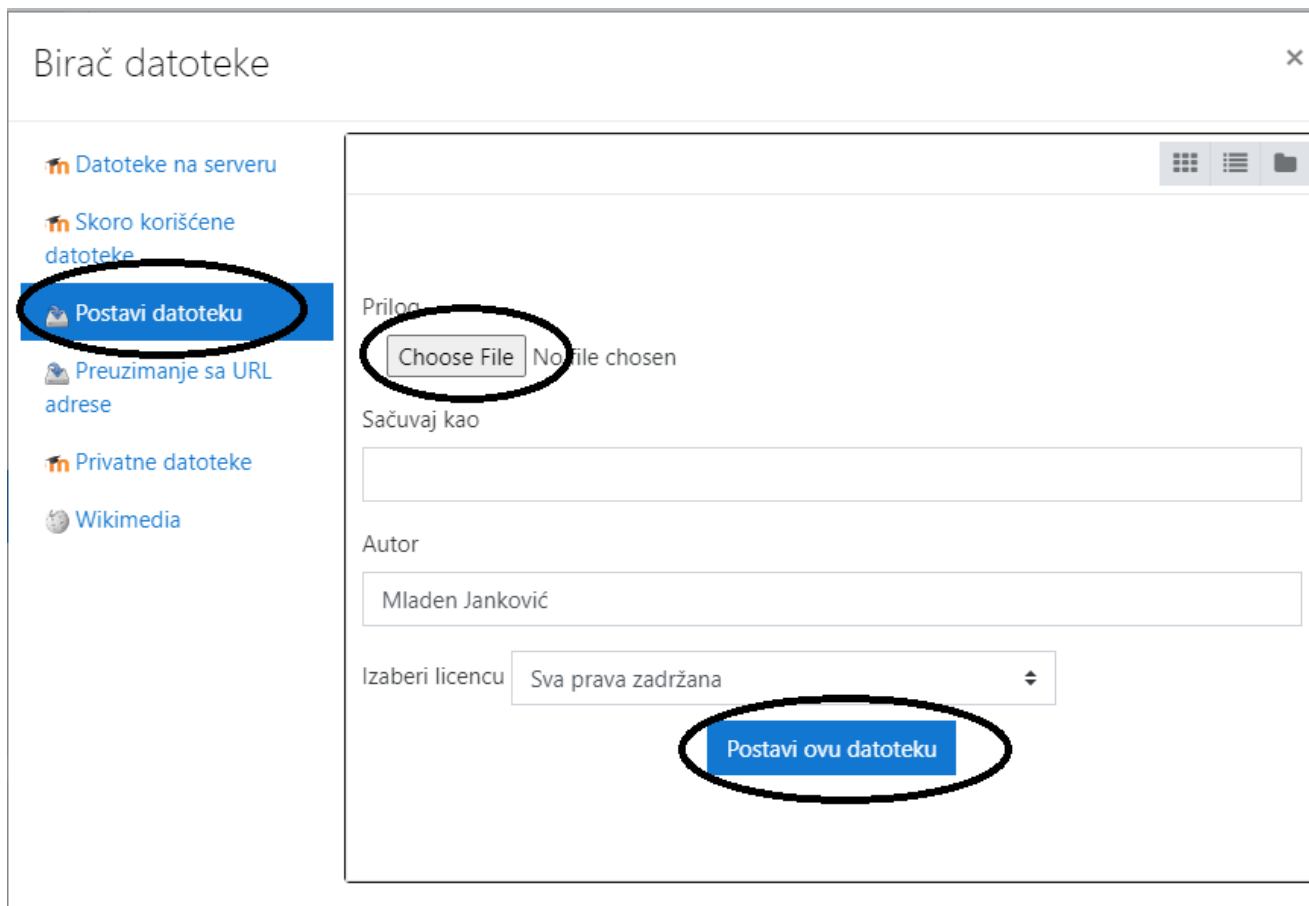 Birač datoteke
×
Datoteke na serveru
Skoro korišćene
datoteke
Postavi datoteku
Preuzimanje sa URL
adrese
Privatne datoteke
Wikimedia
Prilog
Choose File No file chosen
Sačuvaj kao
Autor
Mladen Janković
Izaberi licencu Sva prava zadržana
Postavi ovu datoteku